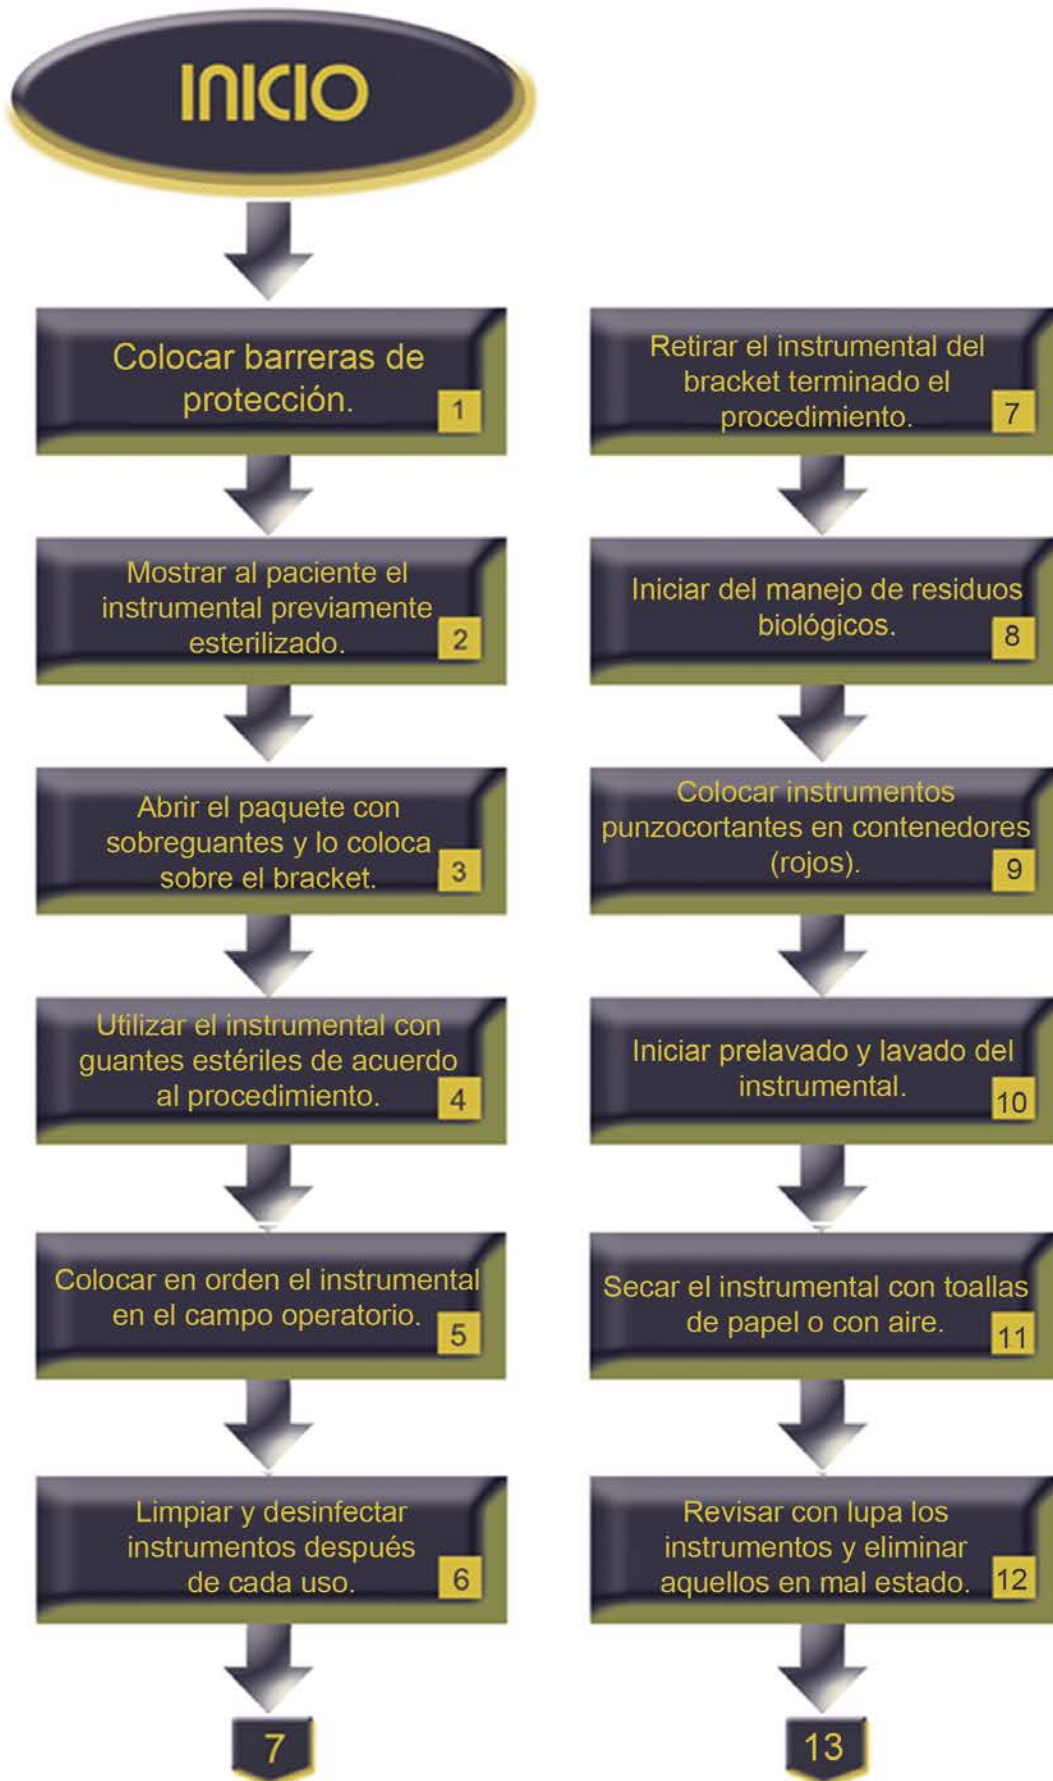 INICIO
Colocar barreras de
protección.
1
Mostrar al paciente el
instrumental previamente
esterilizado.
2
Abrir el paquete con
sobreguantes y lo coloca
sobre el bracket.
3
Utilizar el instrumental con
guantes estériles de acuerdo
al procedimiento.
4
Colocar en orden el instrumental
en el campo operatorio.
5
Limpiar y desinfectar
instrumentos después
de cada uso.
6
7
Retirar el instrumental del
bracket terminado el
procedimiento.
7
Iniciar del manejo de residuos
biológicos.
8
Colocar instrumentos
punzocortantes en contenedores
(rojos).
9
Iniciar prelavado y lavado del
instrumental.
10
Secar el instrumental con toallas
de papel o con aire.
11
Revisar con lupa los
instrumentos y eliminar
aquellos en mal estado.
12
13